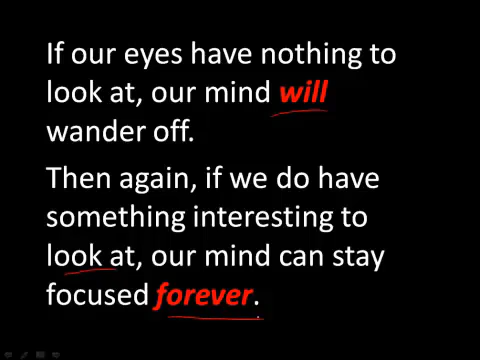 If our eyes have nothing to
look at, our mind will
wander off.
Then again, if we do have
something interesting to
look at, our mind can stay
focused forever.